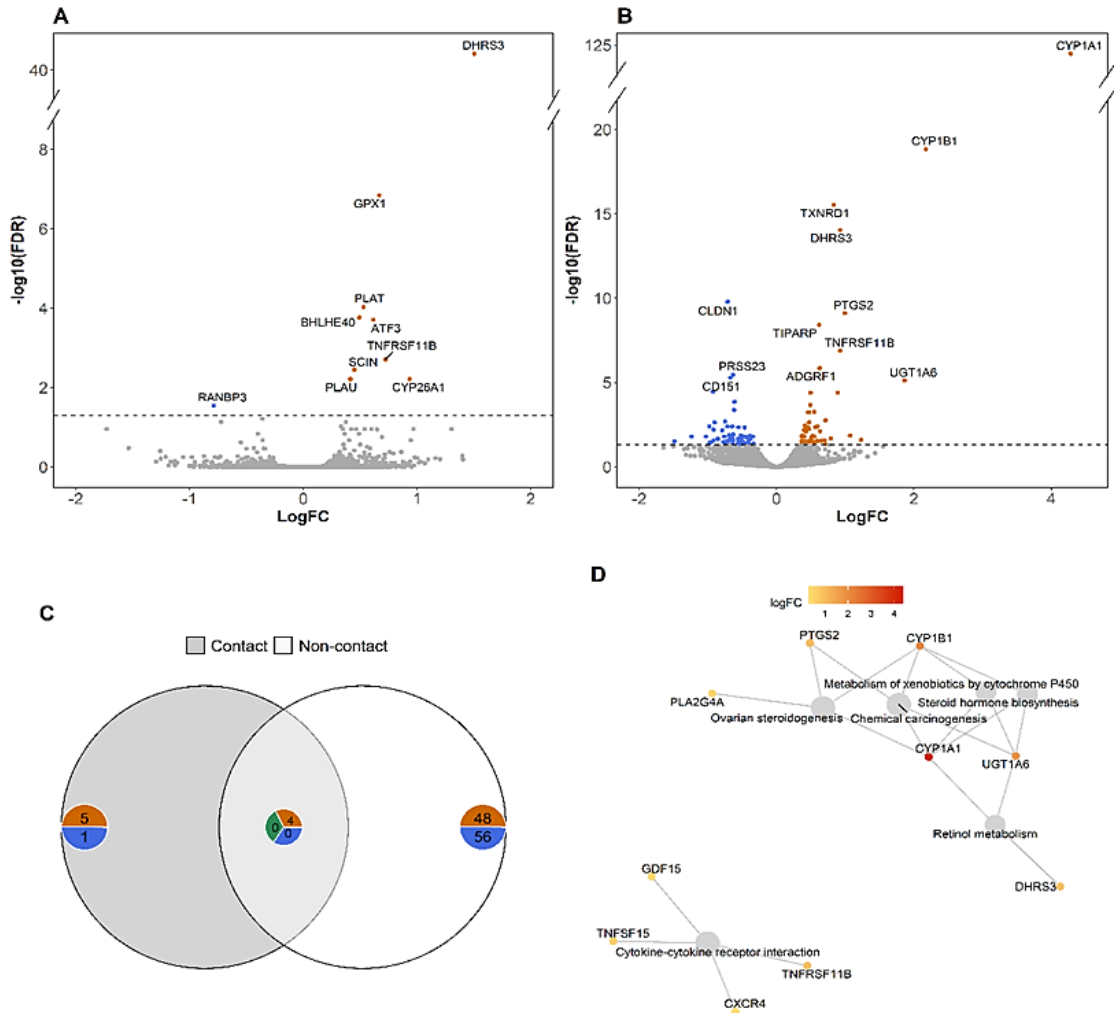 A
40
8
6
4
2
0
-log10(FDR)
DHRS3
GPX1
PLAT
BHLHE40
ATF3
TNFRSF11B
SCIN
PLAU
CYP26A1
RANBP3
-2
-1
0
1
2
LogFC
B
125
20
15
10
5
0
-log10(FDR)
CYP1A1
CYP1B1
TXNRD1
DHRS3
CLDN1
PTGS2
TIPARP
TNFRSF11B
PRSS23
ADGRF1
UGT1A6
CD151
-2
0
2
4
LogFC
C
Contact
Non-contact
5
1
0
4
0
48
56
D
logFC
1 2 3 4
PTGS2
CYP1B1
Metabolism of xenobiotics by cytochrome P450
PLA2G4A
Steroid hormone biosynthesis
Ovarian steroidogenesis
Chemical carcinogenesis
CYP1A1
UGT1A6
Retinol metabolism
DHRS3
GDF15
TNFSF15
Cytokine-cytokine receptor interaction
TNFRSF11B
CXCR4